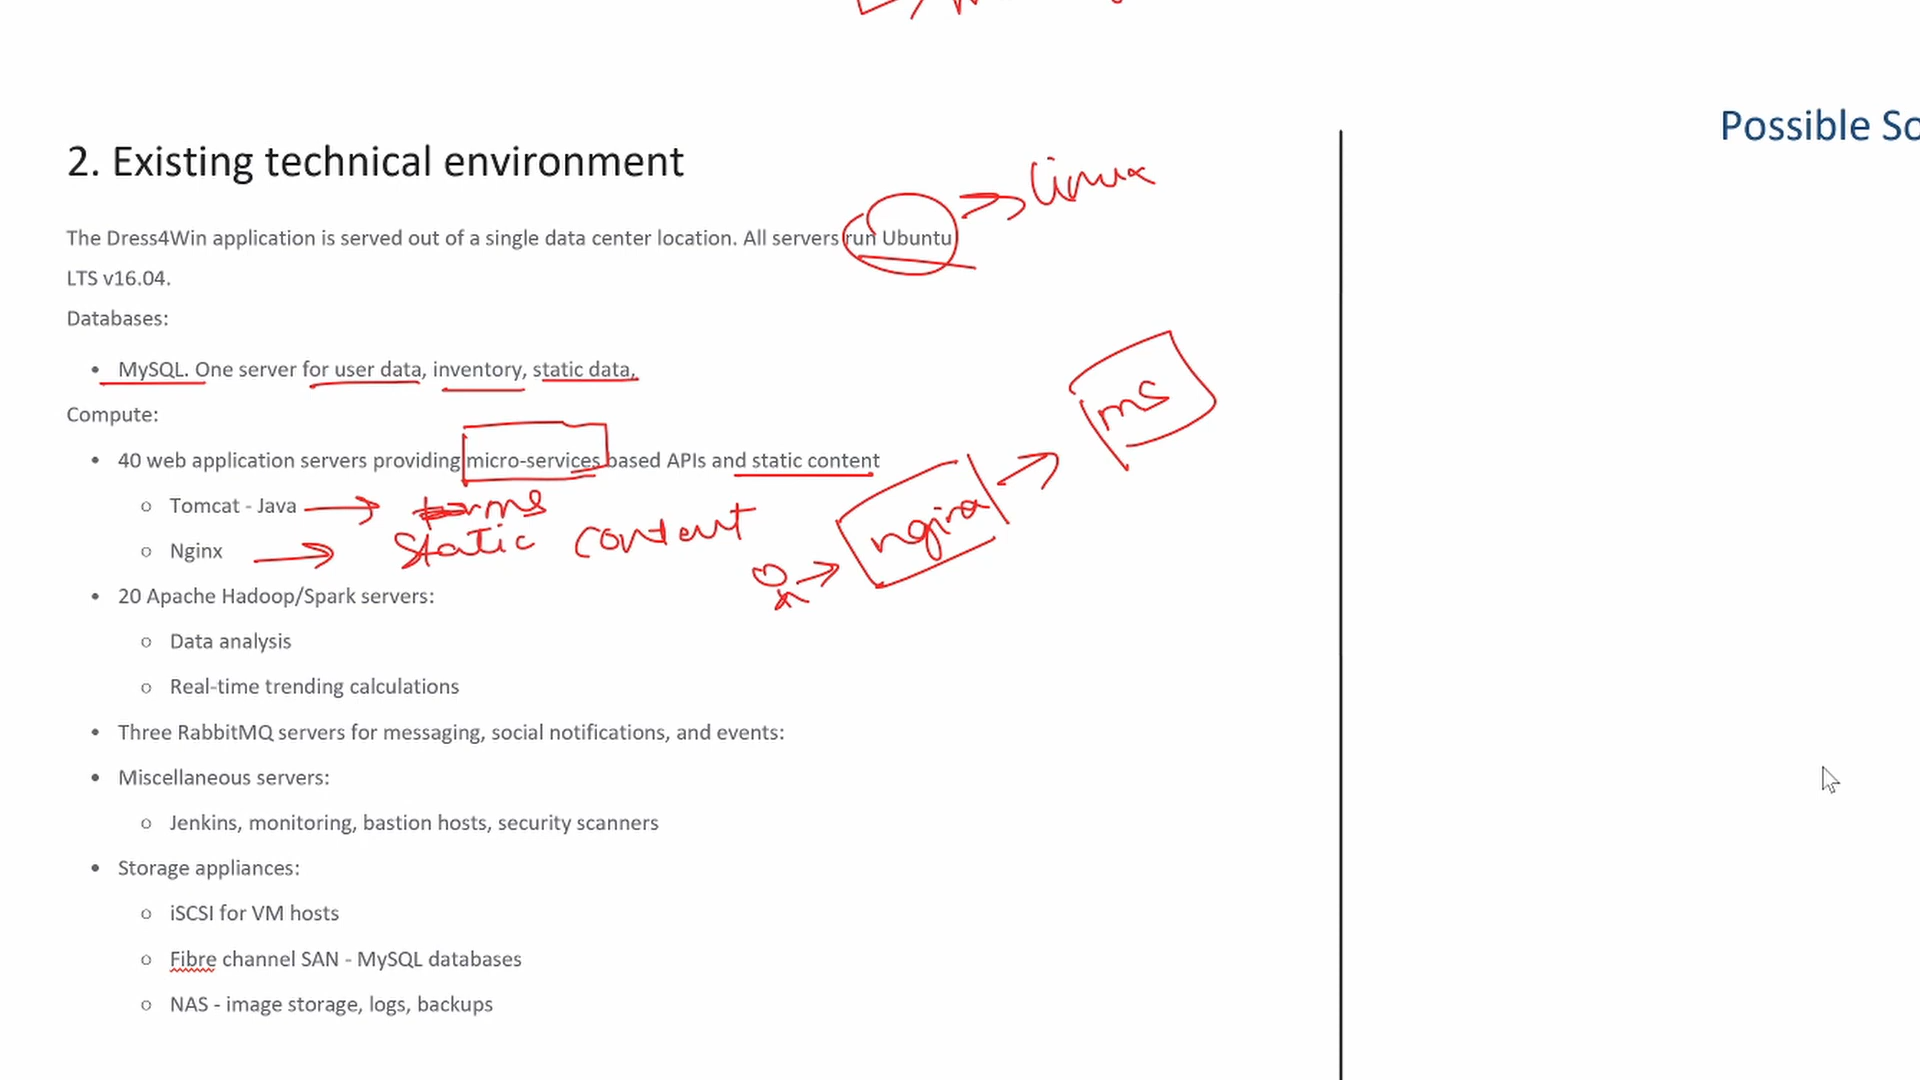 Possible So
2. Existing technical environment
linux
The Dress4Win application is served out of a single data center location. All servers run Ubuntu
LTS v16.04.
Databases:
• MySQL. One server for user data, inventory, static data,
ms
Compute:
• 40 web application servers providing micro-services based APIs and static content
o Tomcat - Java
ms
nginx
o Nginx
static content
• 20 Apache Hadoop/Spark servers:
o Data analysis
o Real-time trending calculations
• Three RabbitMQ servers for messaging, social notifications, and events:
• Miscellaneous servers:
o Jenkins, monitoring, bastion hosts, security scanners
• Storage appliances:
o iSCSI for VM hosts
o Fibre channel SAN - MySQL databases
o NAS - image storage, logs, backups